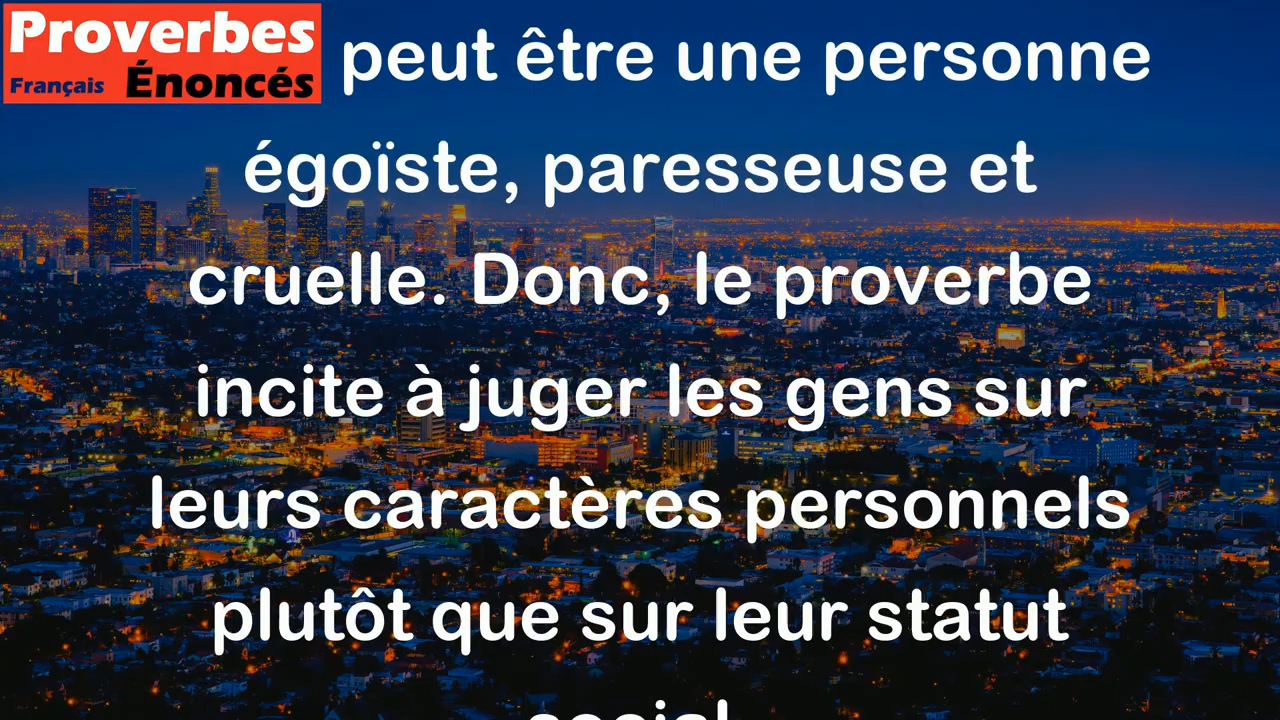 Proverbes
Français Énoncés
peut être une personne
égoïste, paresseuse et
cruelle. Donc, le proverbe
incite à juger les gens sur
leurs caractères personnels
plutôt que sur leur statut
social